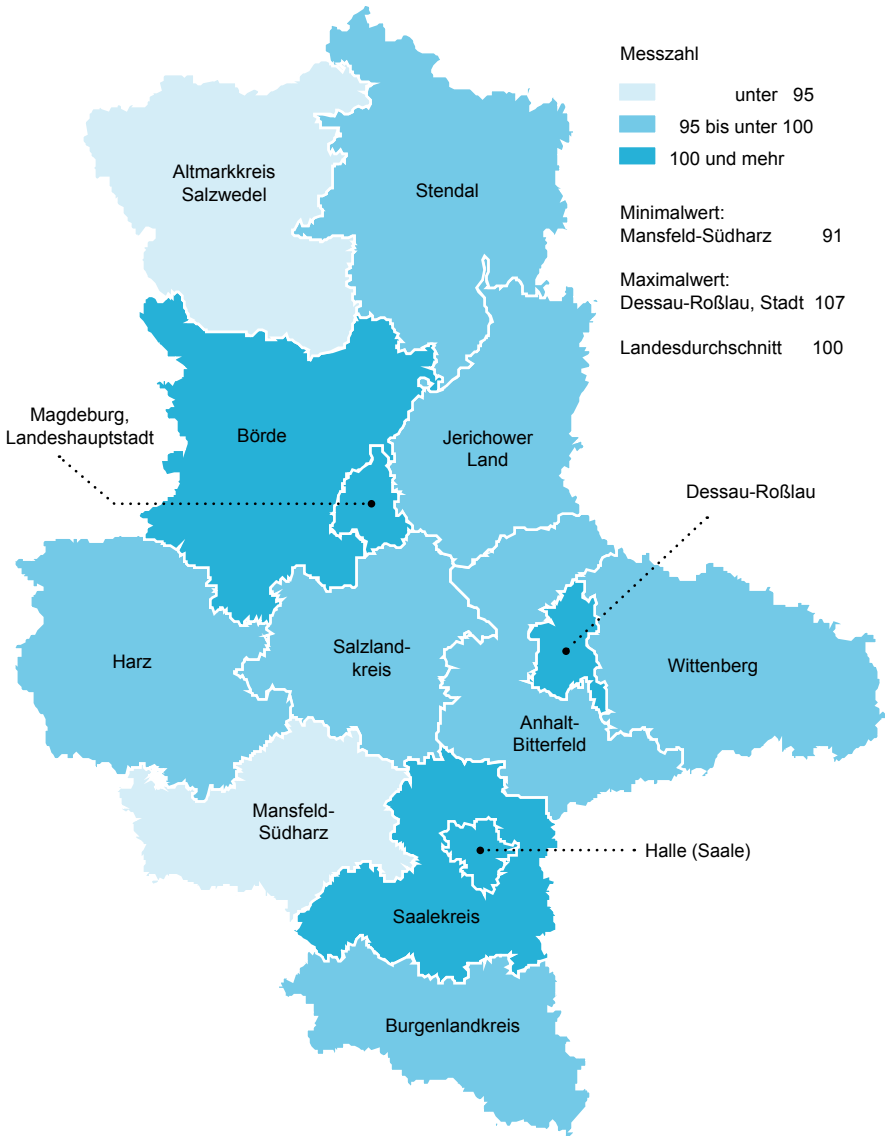 Messzahl
unter 95
95 bis unter 100
100 und mehr
Minimalwert:
Mansfeld-Südharz 91
Maximalwert:
Dessau-Roßlau, Stadt 107
Landesdurchschnitt 100
Altmarkkreis
Salzwedel
Stendal
Magdeburg,
Landeshauptstadt
Börde
Jerichower
Land
Dessau-Roßlau
Harz
Salzland-
kreis
Wittenberg
Anhalt-
Bitterfeld
Mansfeld-
Südharz
Halle (Saale)
Saalekreis
Burgenlandkreis